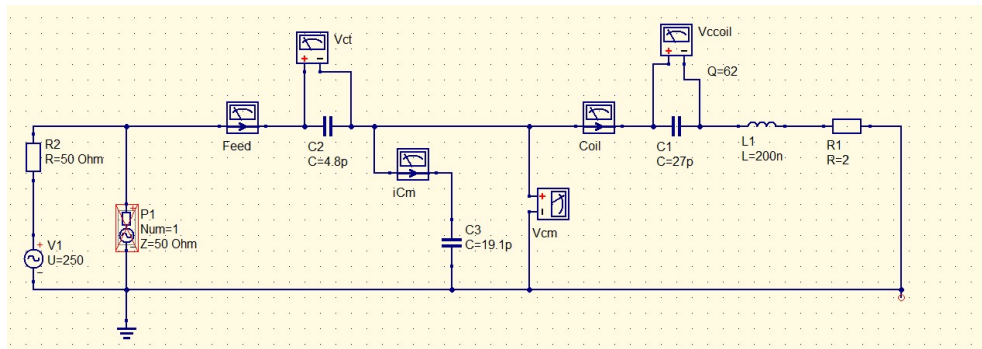 Vct
Vccoil
Q=62
R2
R=50 Ohm
Feed
C2
C=4.8p
Coil
C1
C=27p
L1
L=200n
R1
R=2
iCm
P1
Num=1
Z=50 Ohm
V1
U=250
C3
C=19.1p
Vcm